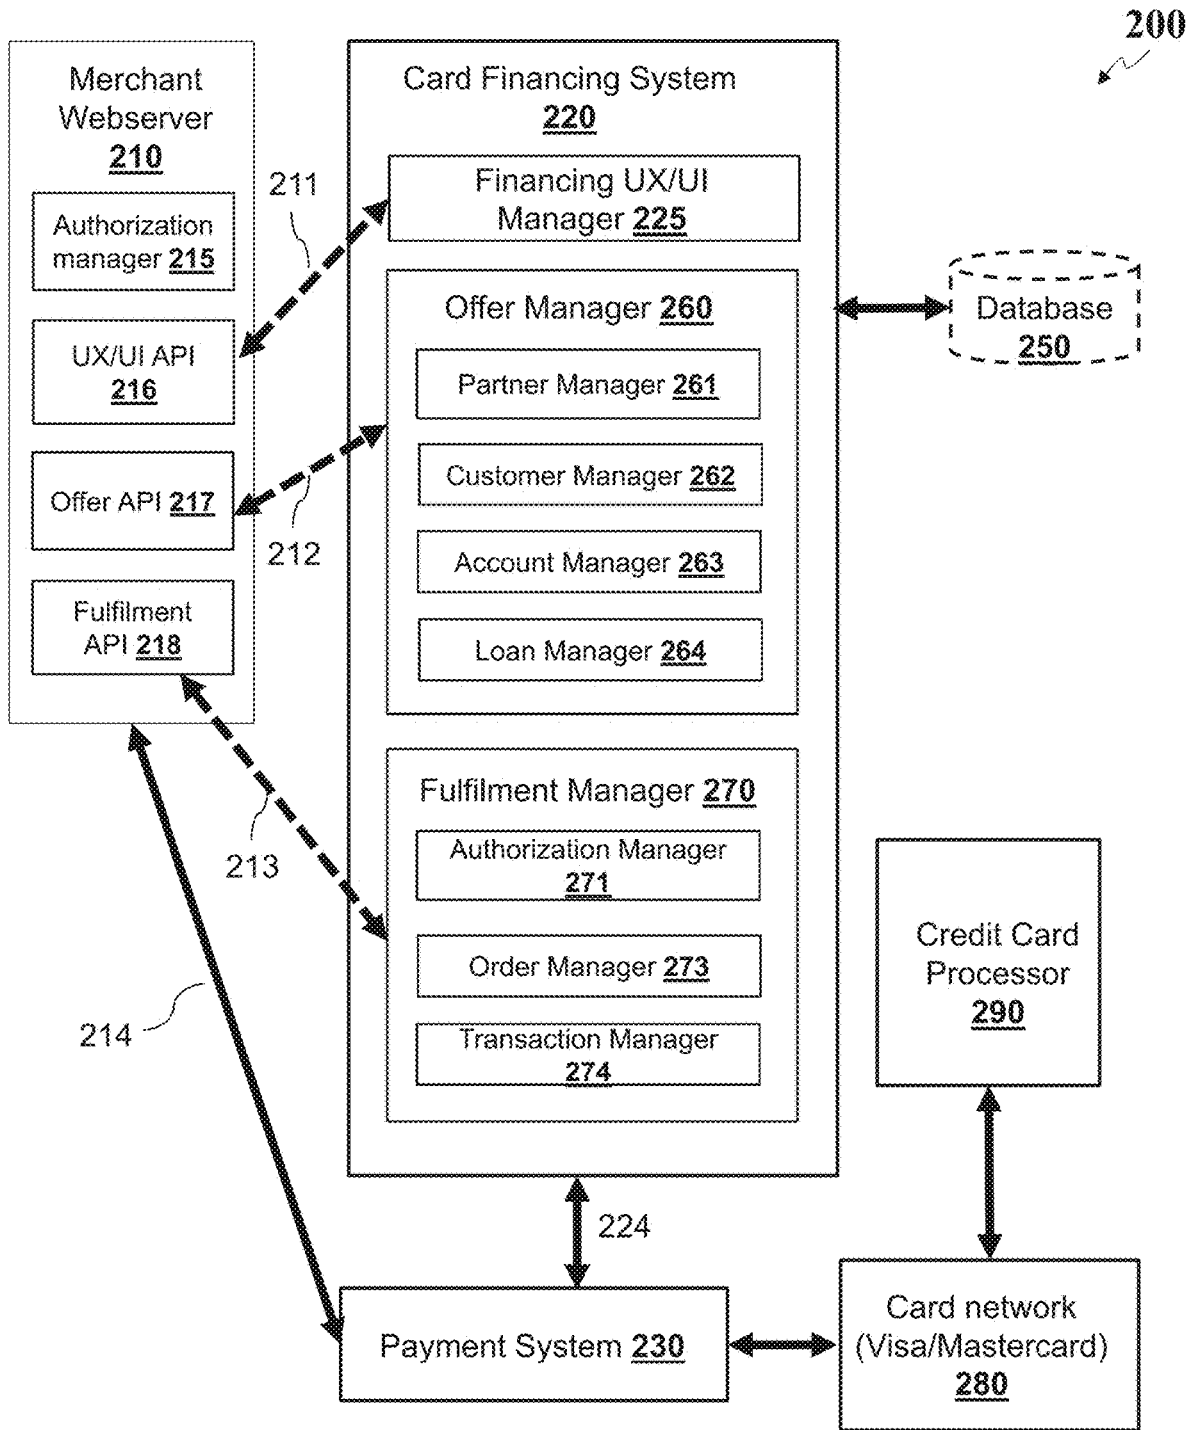 200
Merchant
Webserver
210
Authorization
manager 215
UX/UI API
216
Offer API 217
Fulfilment
API 218
211
212
213
214
Card Financing System
220
Financing UX/UI
Manager 225
Offer Manager 260
Partner Manager 261
Customer Manager 262
Account Manager 263
Loan Manager 264
Fulfilment Manager 270
Authorization Manager
271
Order Manager 273
Transaction Manager
274
Database
250
Credit Card
Processor
290
224
Payment System 230
Card network
(Visa/Mastercard)
280